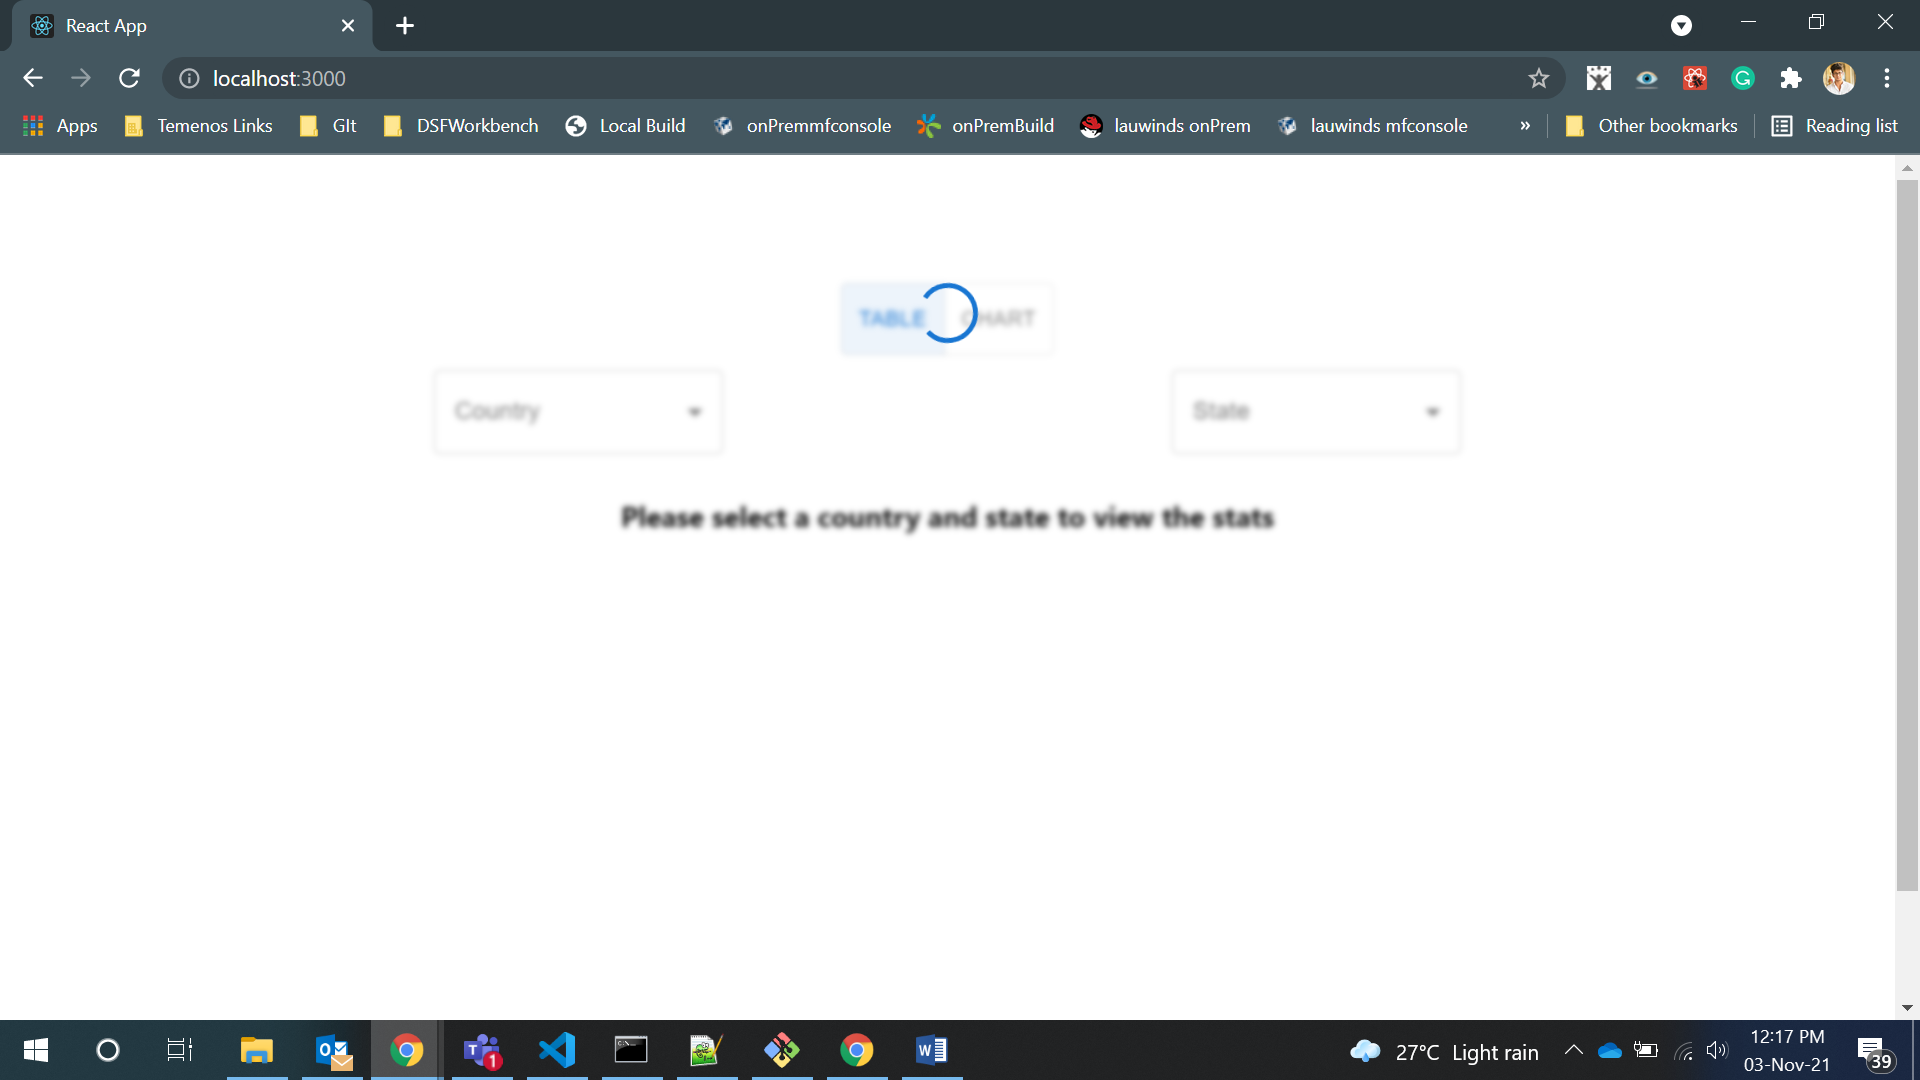 React App
localhost:3000
Apps Temenos Links GIt DSFWorkbench Local Build onPremmfconsole onPremBuild lauwinds onPrem lauwinds mfconsole » Other bookmarks Reading list
TABLE CHART
Country State
Please select a country and state to view the stats
27°C Light rain
12:17 PM
03-Nov-21
39
1